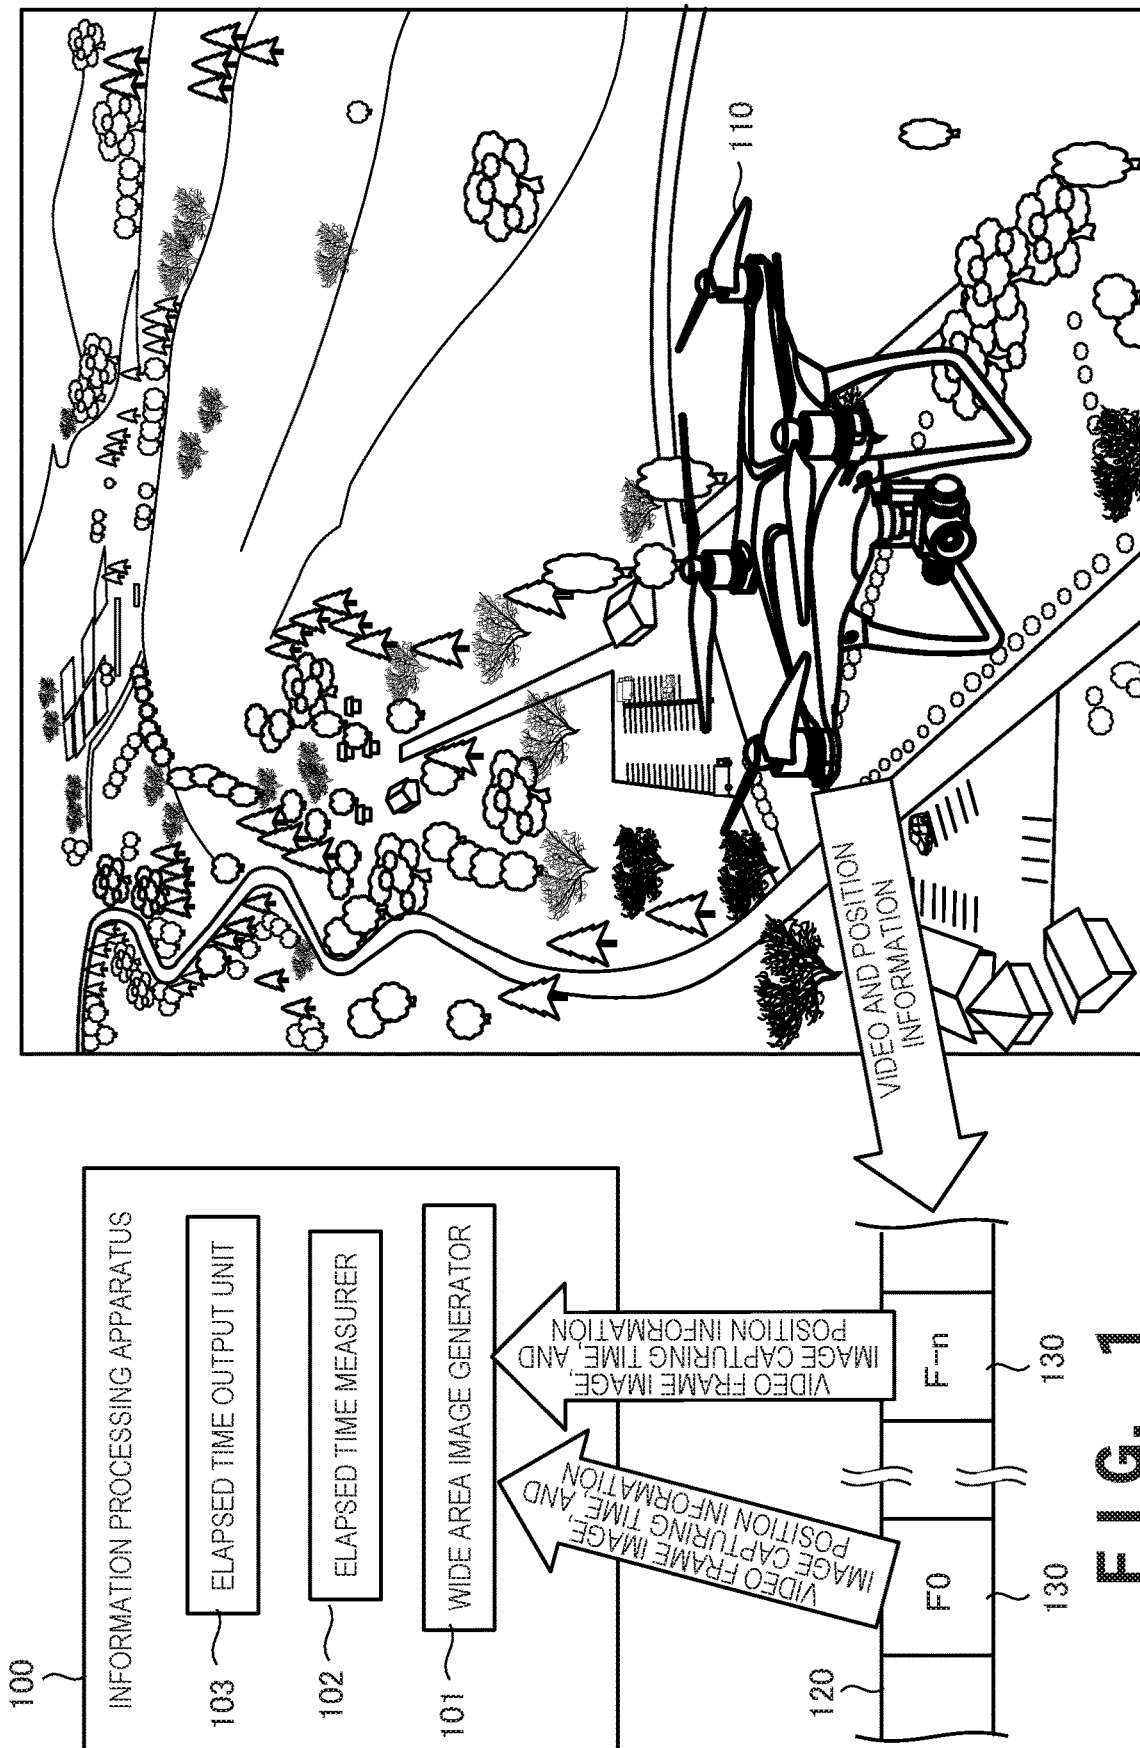 100
INFORMATION PROCESSING APPARATUS
103
ELAPSED TIME OUTPUT UNIT
102
ELAPSED TIME MEASURER
101
WIDE AREA IMAGE GENERATOR
VIDEO FRAME IMAGE,
IMAGE CAPTURING TIME, AND
POSITION INFORMATION
VIDEO FRAME IMAGE,
IMAGE CAPTURING TIME, AND
POSITION INFORMATION
120
F0
F-n
130
130
VIDEO AND POSITION
INFORMATION
110
FIG. 1